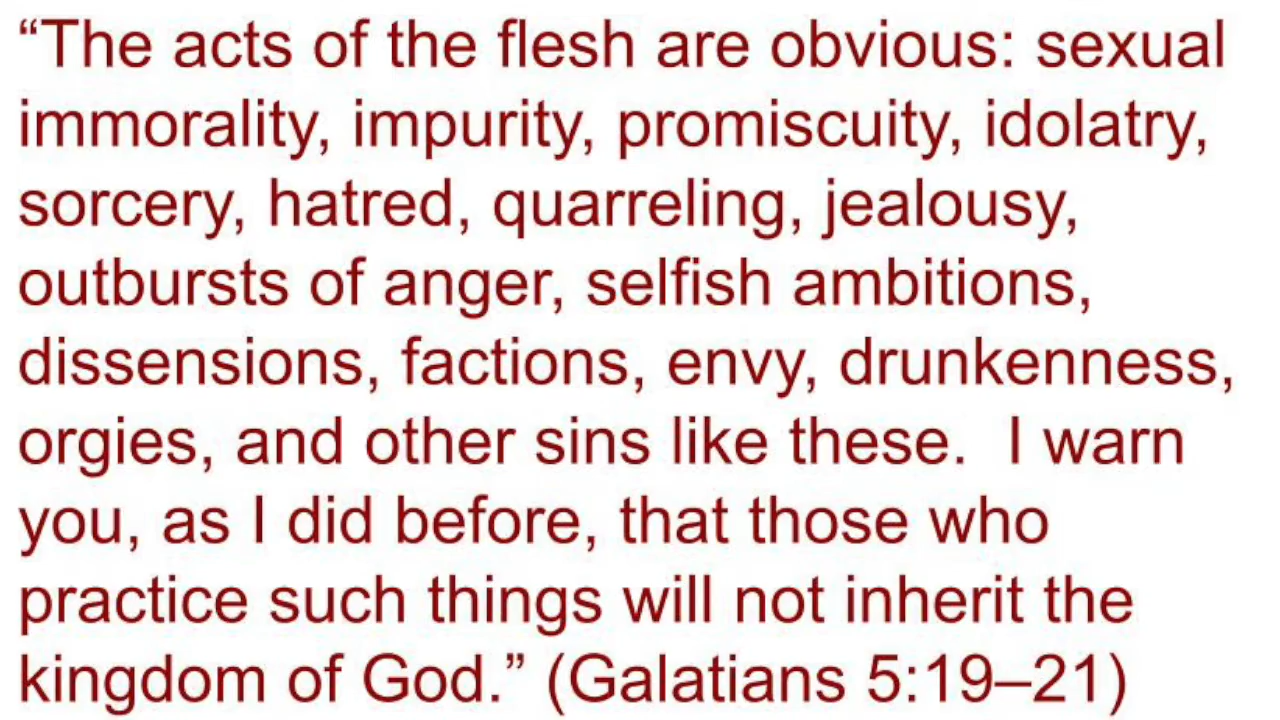 “The acts of the flesh are obvious: sexual
immorality, impurity, promiscuity, idolatry,
sorcery, hatred, quarreling, jealousy,
outbursts of anger, selfish ambitions,
dissensions, factions, envy, drunkenness,
orgies, and other sins like these.  I warn
you, as I did before, that those who
practice such things will not inherit the
kingdom of God.” (Galatians 5:19–21)